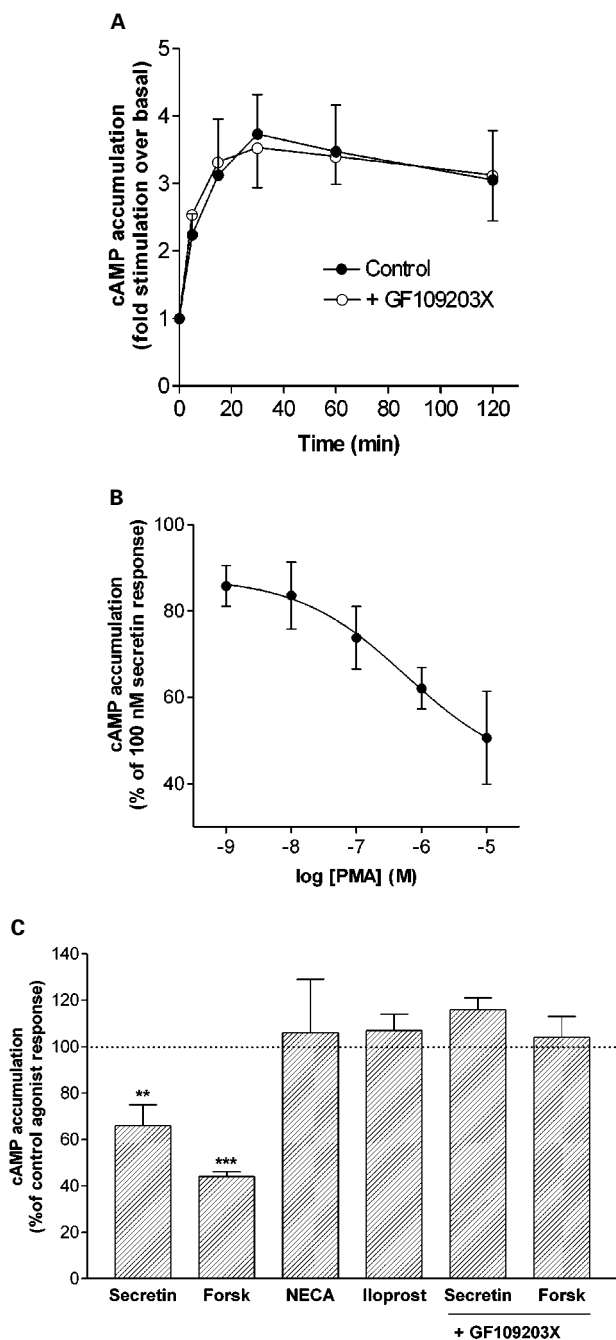 A
cAMP accumulation
(fold stimulation over basal)
5
4
3
2
1
0
Control
+ GF109203X
0 20 40 60 80 100 120
Time (min)
B
cAMP accumulation
(% of 100 nM secretin response)
100
80
60
40
-9 -8 -7 -6 -5
log [PMA] (M)
C
cAMP accumulation
(%of control agonist response)
140
120
100
80
60
40
20
0
**
***
Secretin Forsk NECA Iloprost Secretin Forsk
+ GF109203X